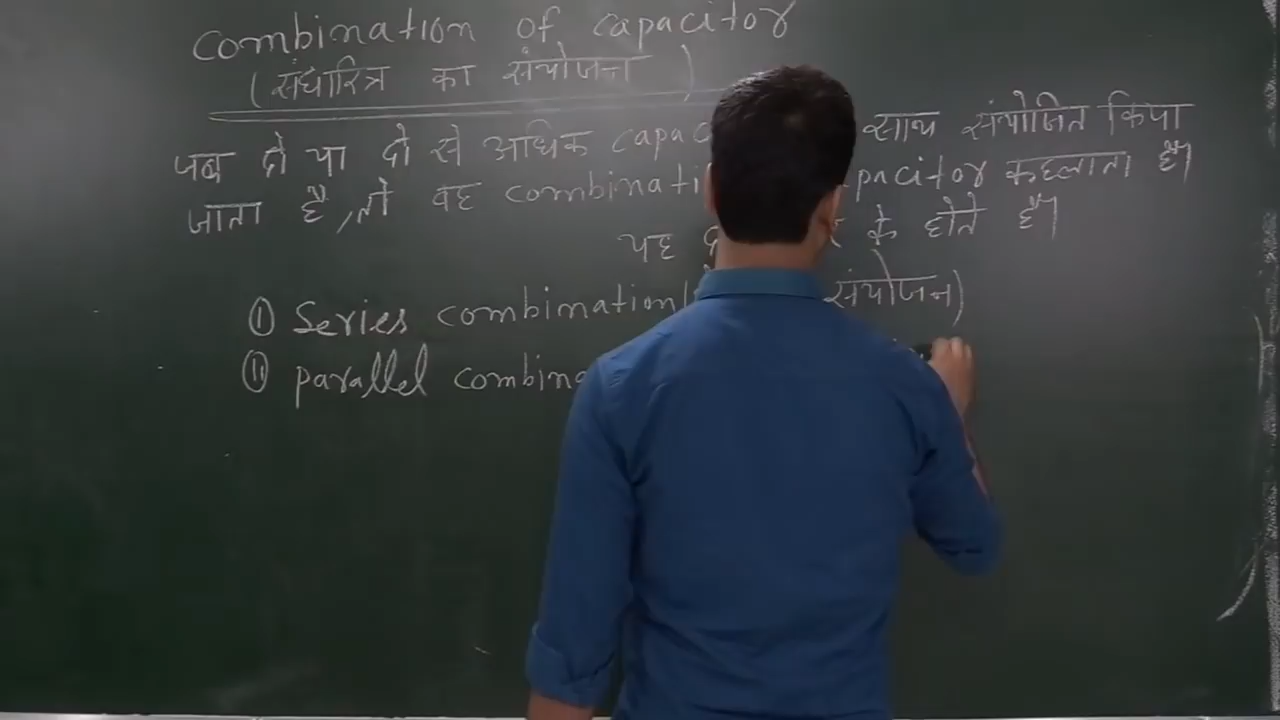 Combination of capacitor
(संधारित्र का संयोजन)
जब दो या दो से अधिक capac साथ संयोजित किया
जाता है, तो वह combinati pacitor कहलाता है।
यह के होते हैं।
① Series combination( संयोजन)
⑪ parallel combina